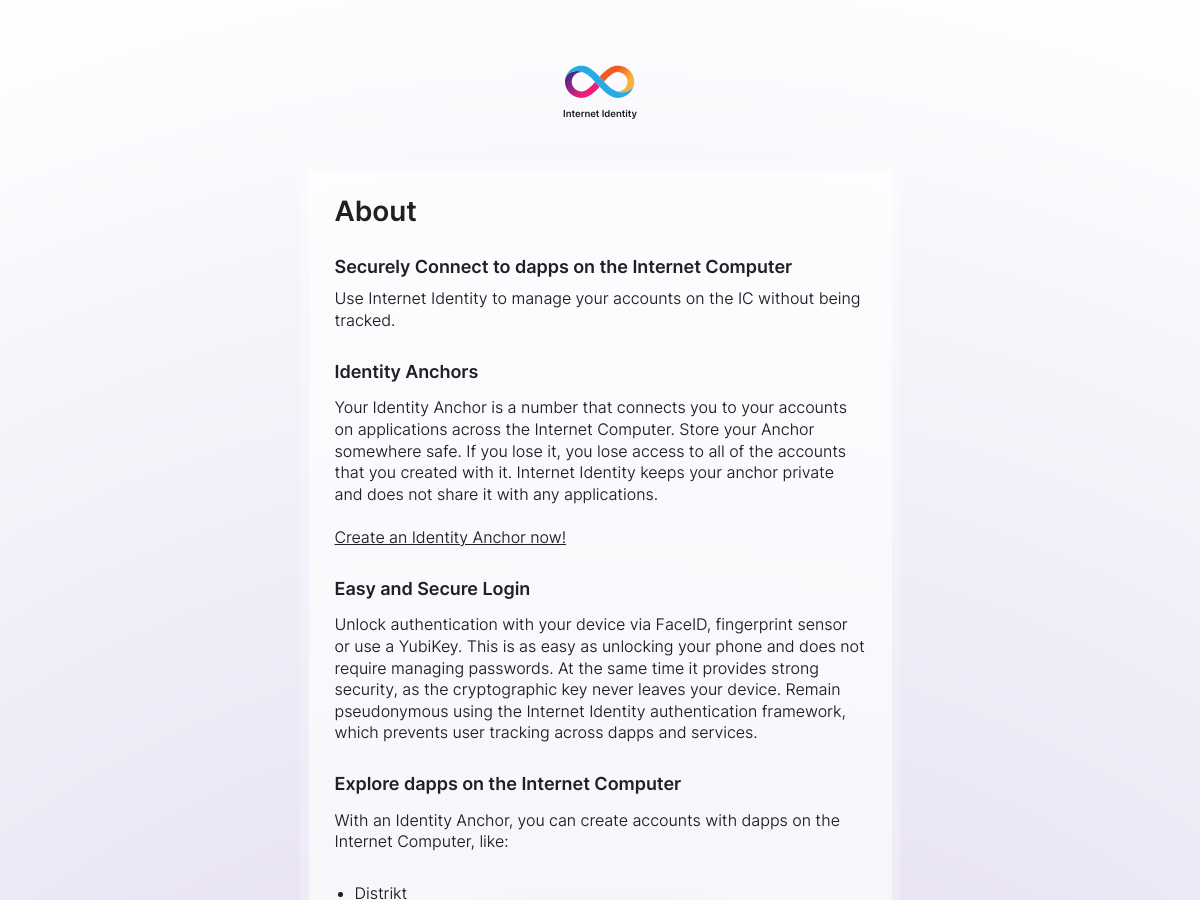 Internet Identity
About
Securely Connect to dapps on the Internet Computer
Use Internet Identity to manage your accounts on the IC without being
tracked.
Identity Anchors
Your Identity Anchor is a number that connects you to your accounts
on applications across the Internet Computer. Store your Anchor
somewhere safe. If you lose it, you lose access to all of the accounts
that you created with it. Internet Identity keeps your anchor private
and does not share it with any applications.
Create an Identity Anchor now!
Easy and Secure Login
Unlock authentication with your device via FaceID, fingerprint sensor
or use a YubiKey. This is as easy as unlocking your phone and does not
require managing passwords. At the same time it provides strong
security, as the cryptographic key never leaves your device. Remain
pseudonymous using the Internet Identity authentication framework,
which prevents user tracking across dapps and services.
Explore dapps on the Internet Computer
With an Identity Anchor, you can create accounts with dapps on the
Internet Computer, like:
• Distrikt